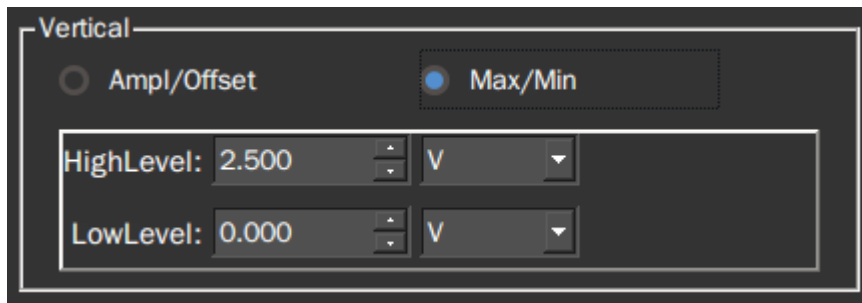 Vertical
Ampl/Offset Max/Min
HighLevel: 2.500 V
LowLevel: 0.000 V